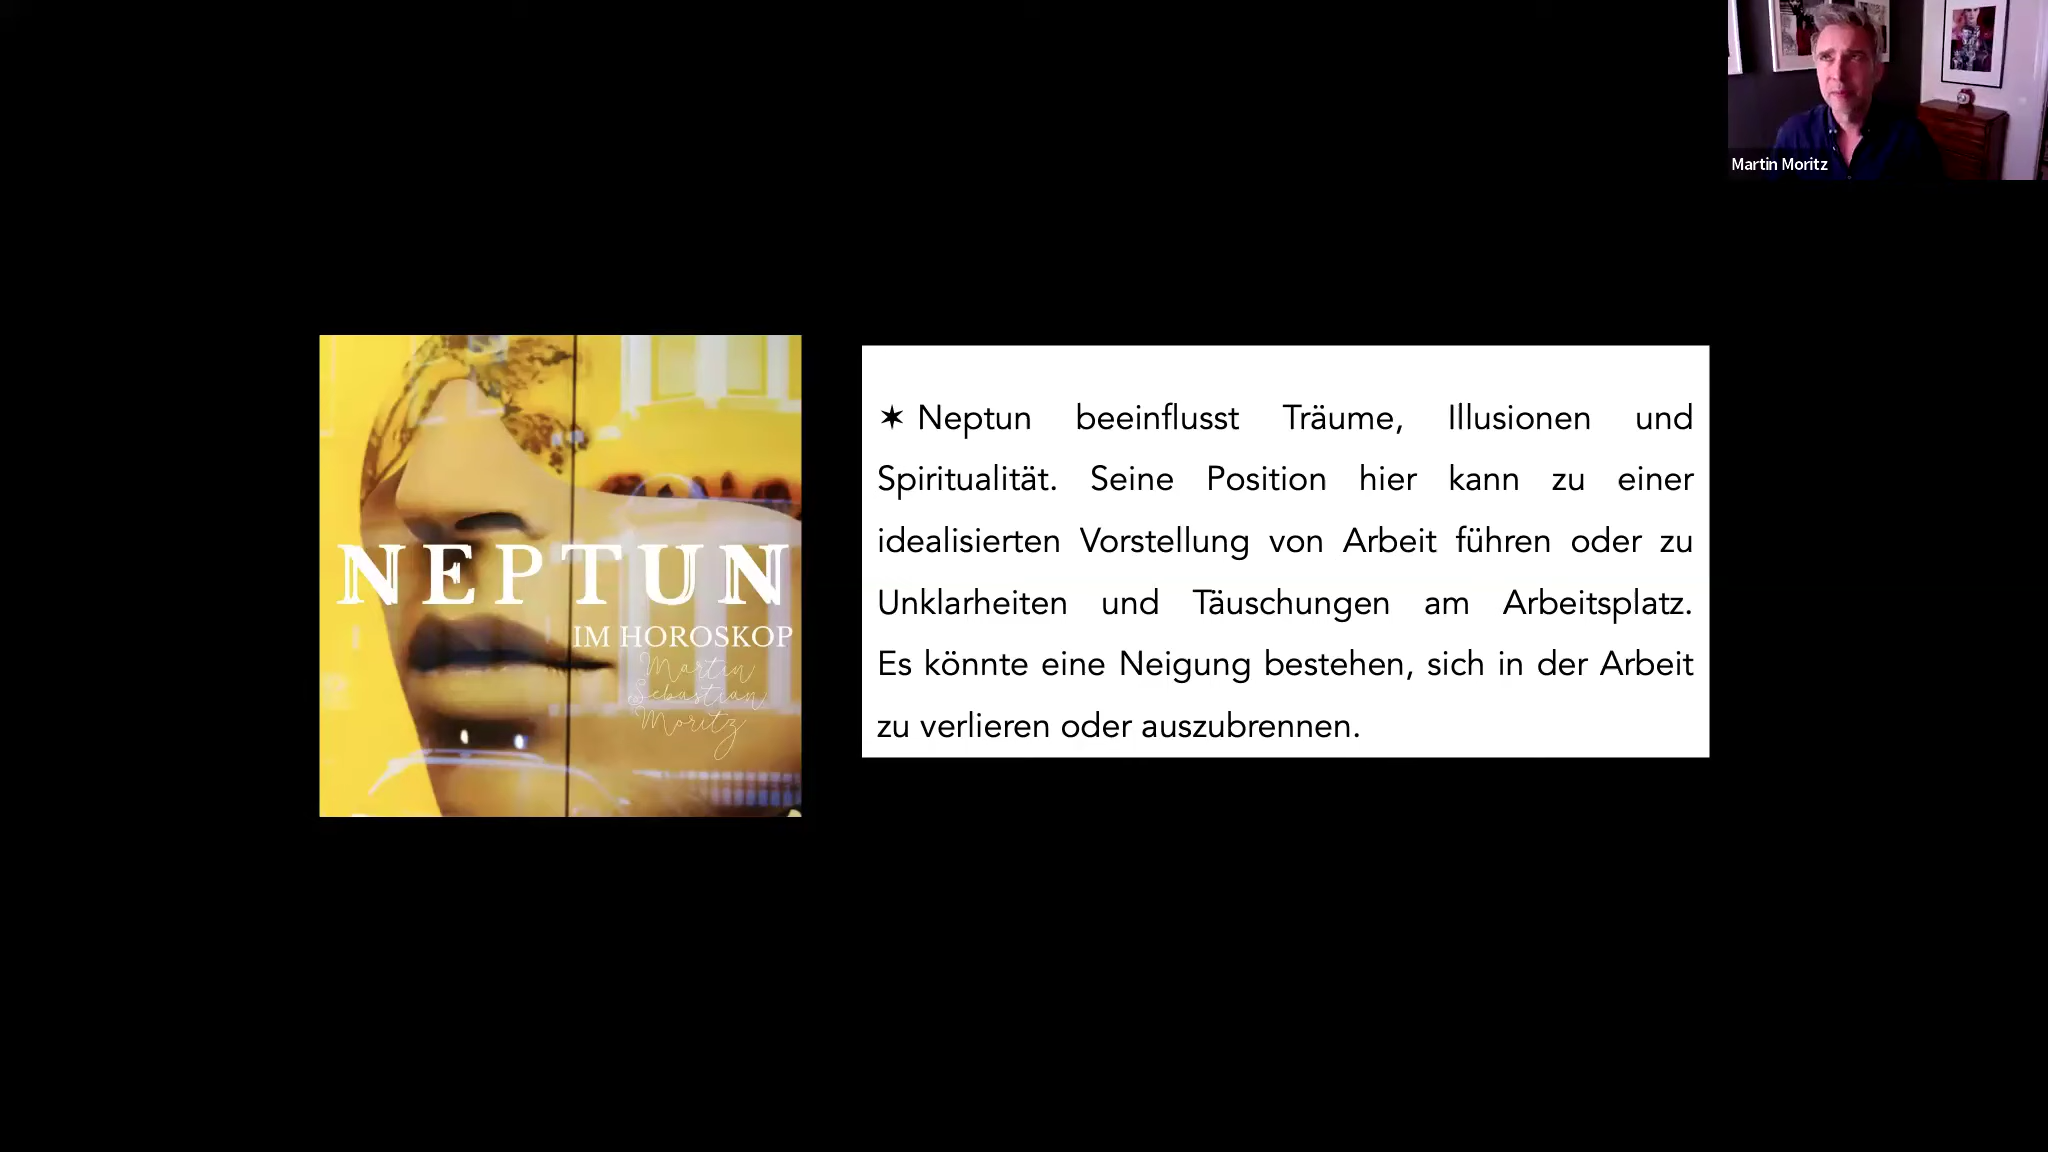 Martin Moritz
NEPTUN
IM HOROSKOP
Martin
Sebastian
Moritz
✶ Neptun beeinflusst Träume, Illusionen und
Spiritualität. Seine Position hier kann zu einer
idealisierten Vorstellung von Arbeit führen oder zu
Unklarheiten und Täuschungen am Arbeitsplatz.
Es könnte eine Neigung bestehen, sich in der Arbeit
zu verlieren oder auszubrennen.